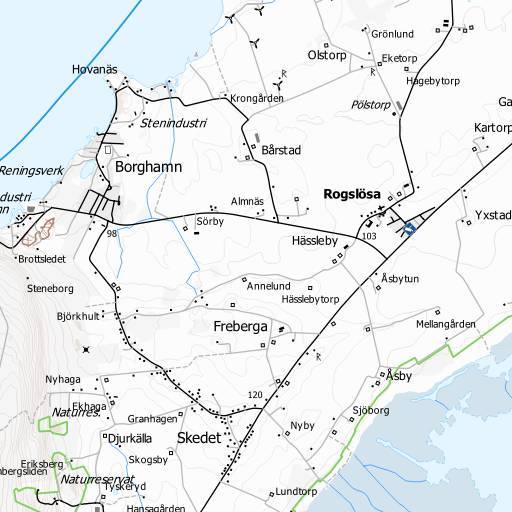 Grönlund
Olstorp
Eketorp
Hovanäs
Hagebytorp
Krongården
Pölstorp
Ga
Stenindustri
Kartorp
Bårstad
Reningsverk
Borghamn
Rogslösa
ndustri
Almnäs
Yxstad
Sörby
98
Hässleby
103
Brottsledet
Åsbytun
Steneborg
Annelund
Hässlebytorp
Björkhult
Freberga
Mellangården
Nyhaga
Åsby
120
Ekhaga
Naturres.
Granhagen
Sjöborg
Djurkälla
Skedet
Nyby
Skogsby
Eriksberg
mbergsliden
Naturreservat
Tyskeryd
Lundtorp
Hansagården